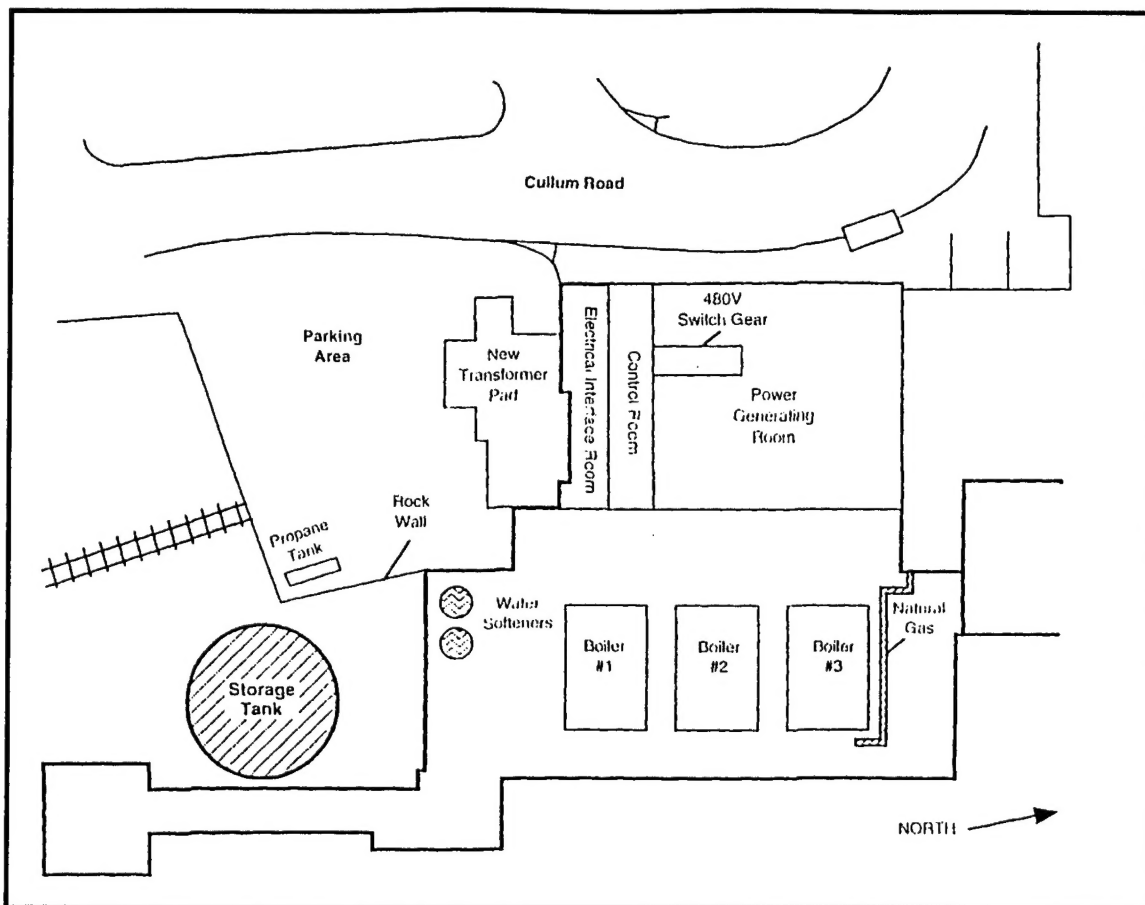 Cullum Road
480V
Switch Gear
Parking
Area
New
Transformer
Pad
Electrical Interface Room
Control Room
Power
Generating
Room
Rock
Wall
Propane
Tank
Water
Softeners
Natural
Gas
Boiler
#1
Boiler
#2
Boiler
#3
Storage
Tank
NORTH